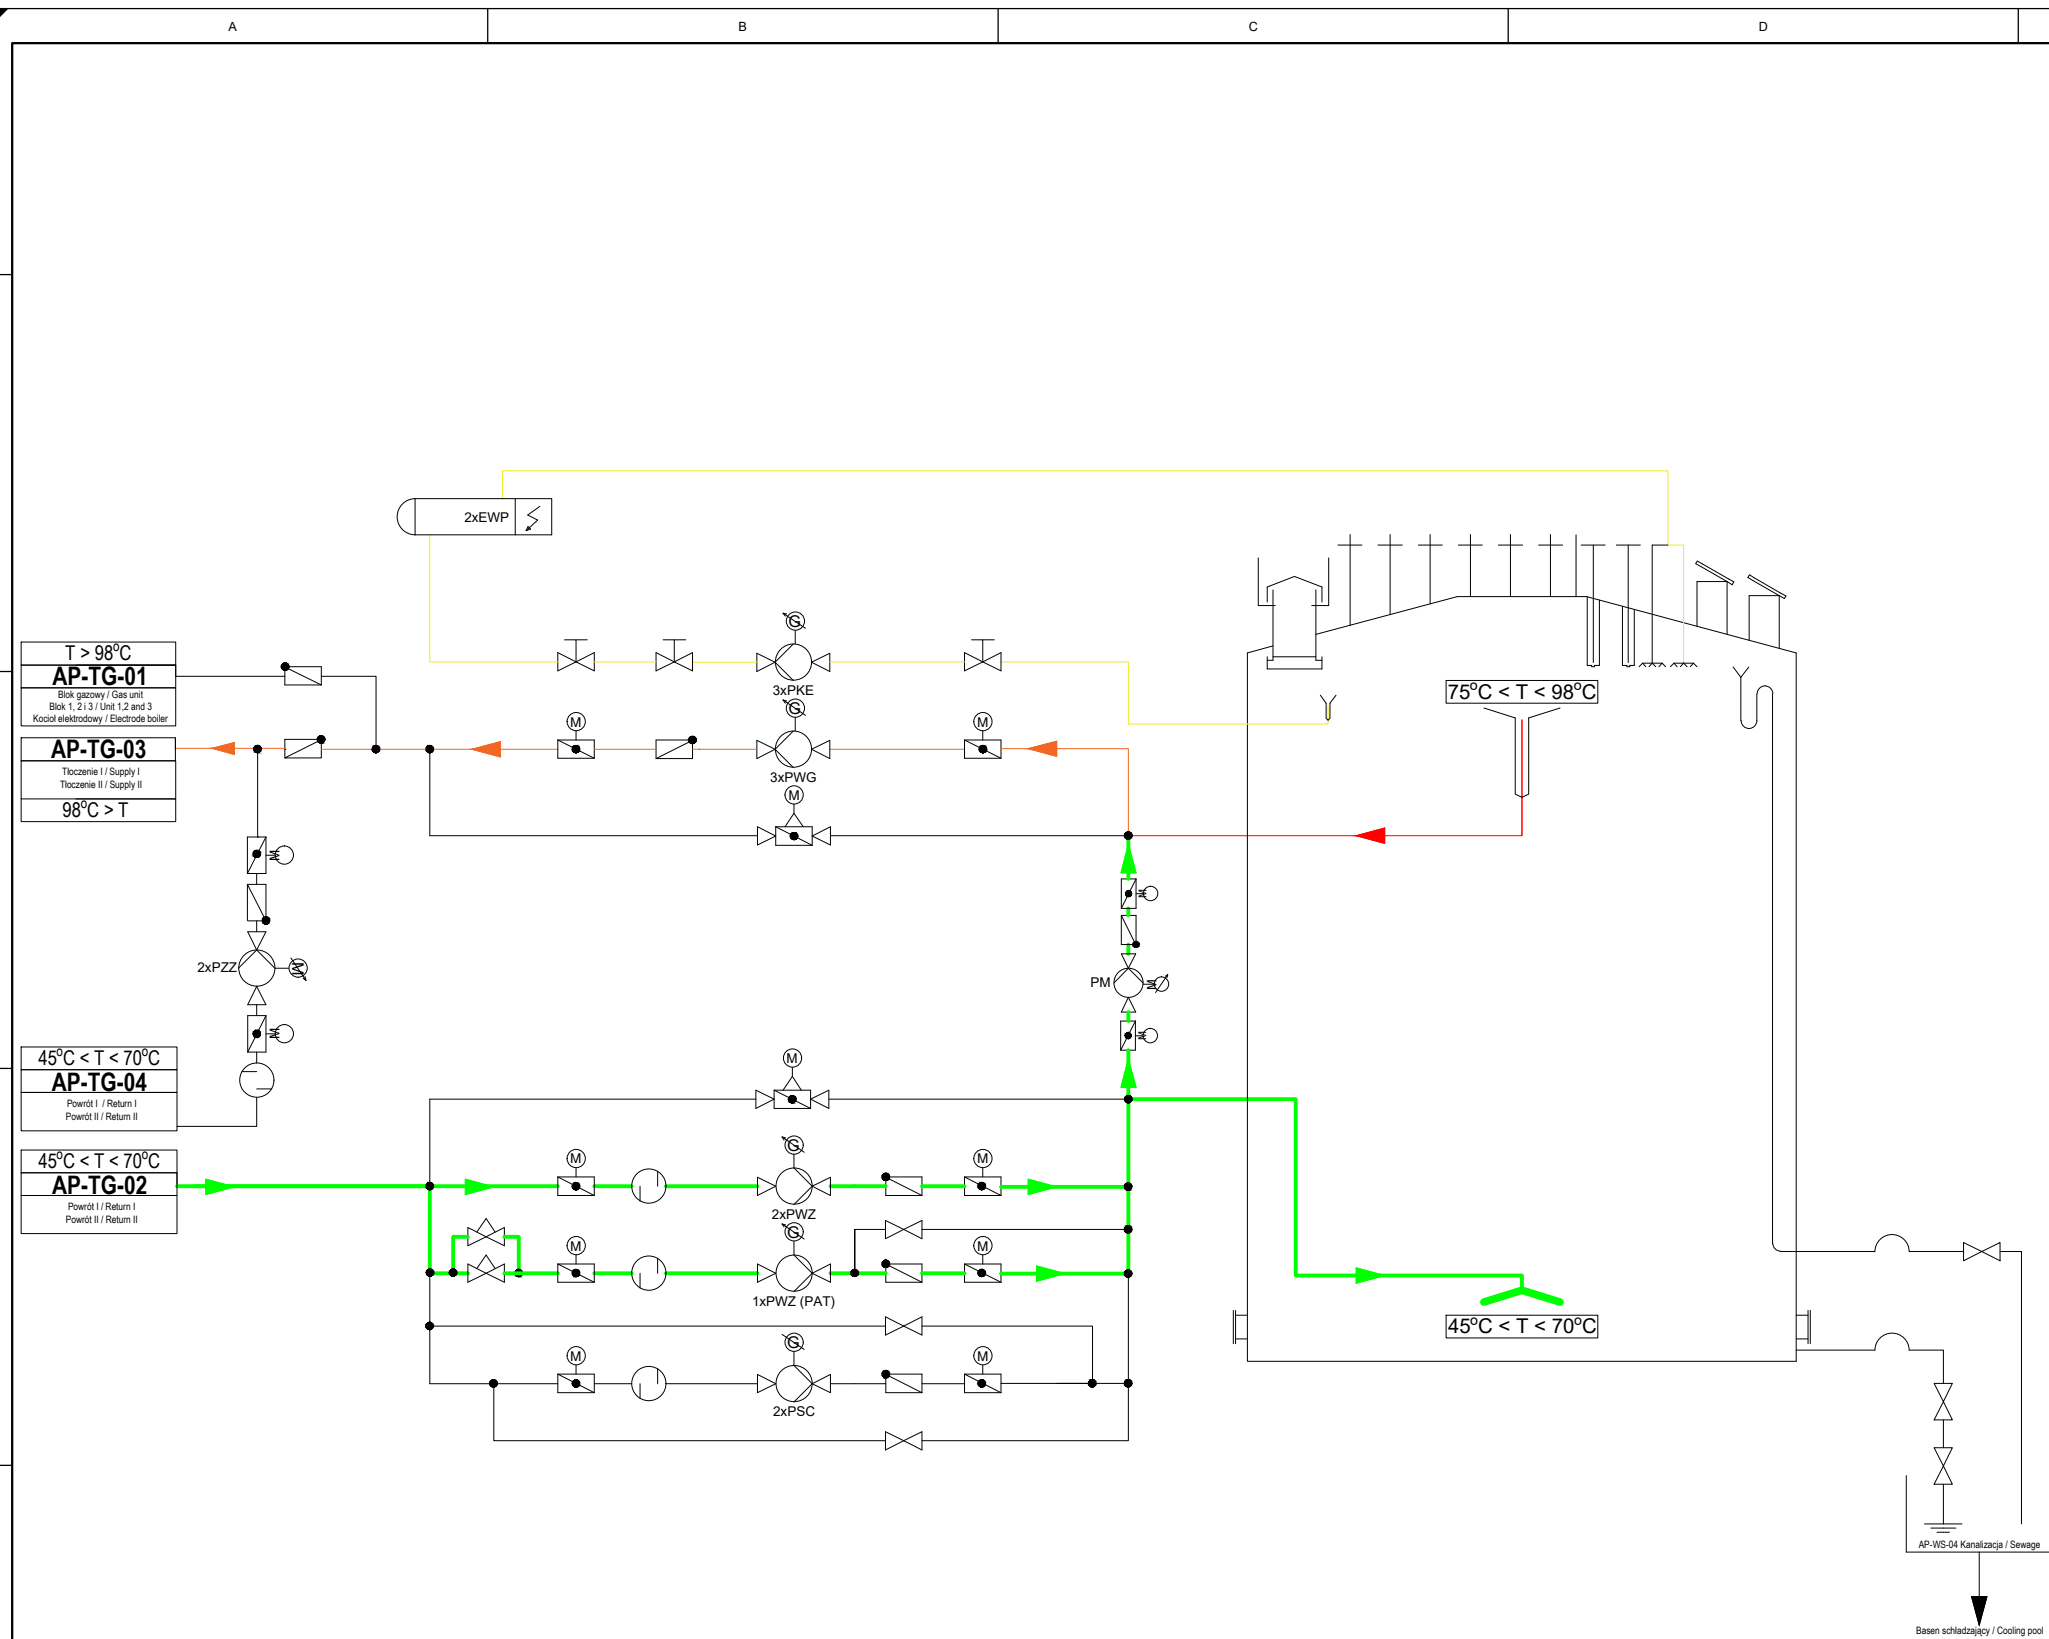 A
B
C
D
2xEWP
G
3xPKE
T > 98°C
AP-TG-01
Blok gazowy / Gas unit
Blok 1, 2 i 3 / Unit 1,2 and 3
Kocioł elektrodowy / Electrode boiler
75°C < T < 98°C
M
G
M
3xPWG
AP-TG-03
Tłoczenie I / Supply I
Tłoczenie II / Supply II
98°C > T
M
M
M
2xPZZ
M
M
PM
M
M
M
45°C < T < 70°C
AP-TG-04
Powrót I / Return I
Powrót II / Return II
M
45°C < T < 70°C
AP-TG-02
Powrót I / Return I
Powrót II / Return II
M
G
M
2xPWZ
M
G
M
1xPWZ (PAT)
45°C < T < 70°C
M
G
M
2xPSC
AP-WS-04 Kanalizacja / Sewage
Basen schładzający / Cooling pool